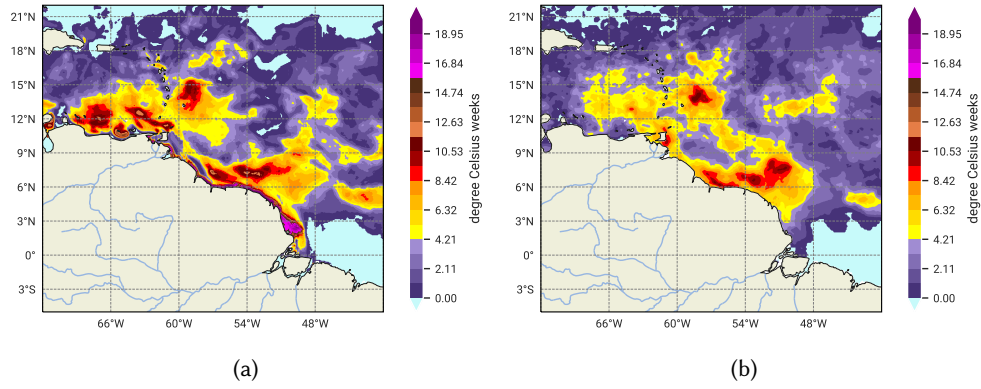 21°N
18°N
15°N
12°N
9°N
6°N
3°N
0°
3°S
66°W 60°W 54°W 48°W
18.95
16.84
14.74
12.63
10.53
8.42
6.32
4.21
2.11
0.00
degree Celsius weeks
(a)
21°N
18°N
15°N
12°N
9°N
6°N
3°N
0°
3°S
66°W 60°W 54°W 48°W
18.95
16.84
14.74
12.63
10.53
8.42
6.32
4.21
2.11
0.00
degree Celsius weeks
(b)